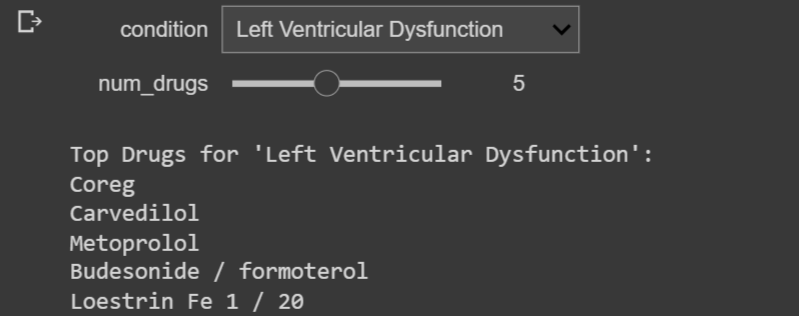 condition Left Ventricular Dysfunction
num_drugs 5
Top Drugs for 'Left Ventricular Dysfunction':
Coreg
Carvedilol
Metoprolol
Budesonide / formoterol
Loestrin Fe 1 / 20